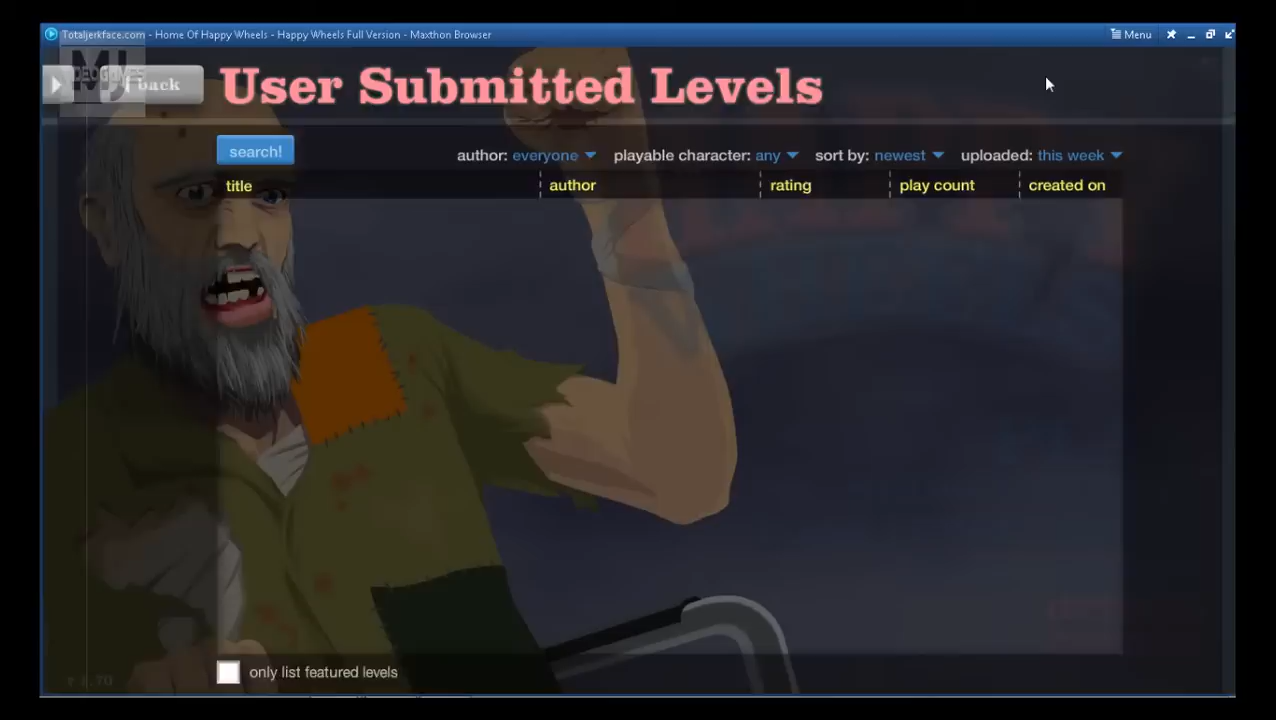 Totaljerkface.com - Home Of Happy Wheels - Happy Wheels Full Version - Maxthon Browser
Menu
back
User Submitted Levels
search!
author: everyone
playable character: any
sort by: newest
uploaded: this week
title
author
rating
play count
created on
only list featured levels